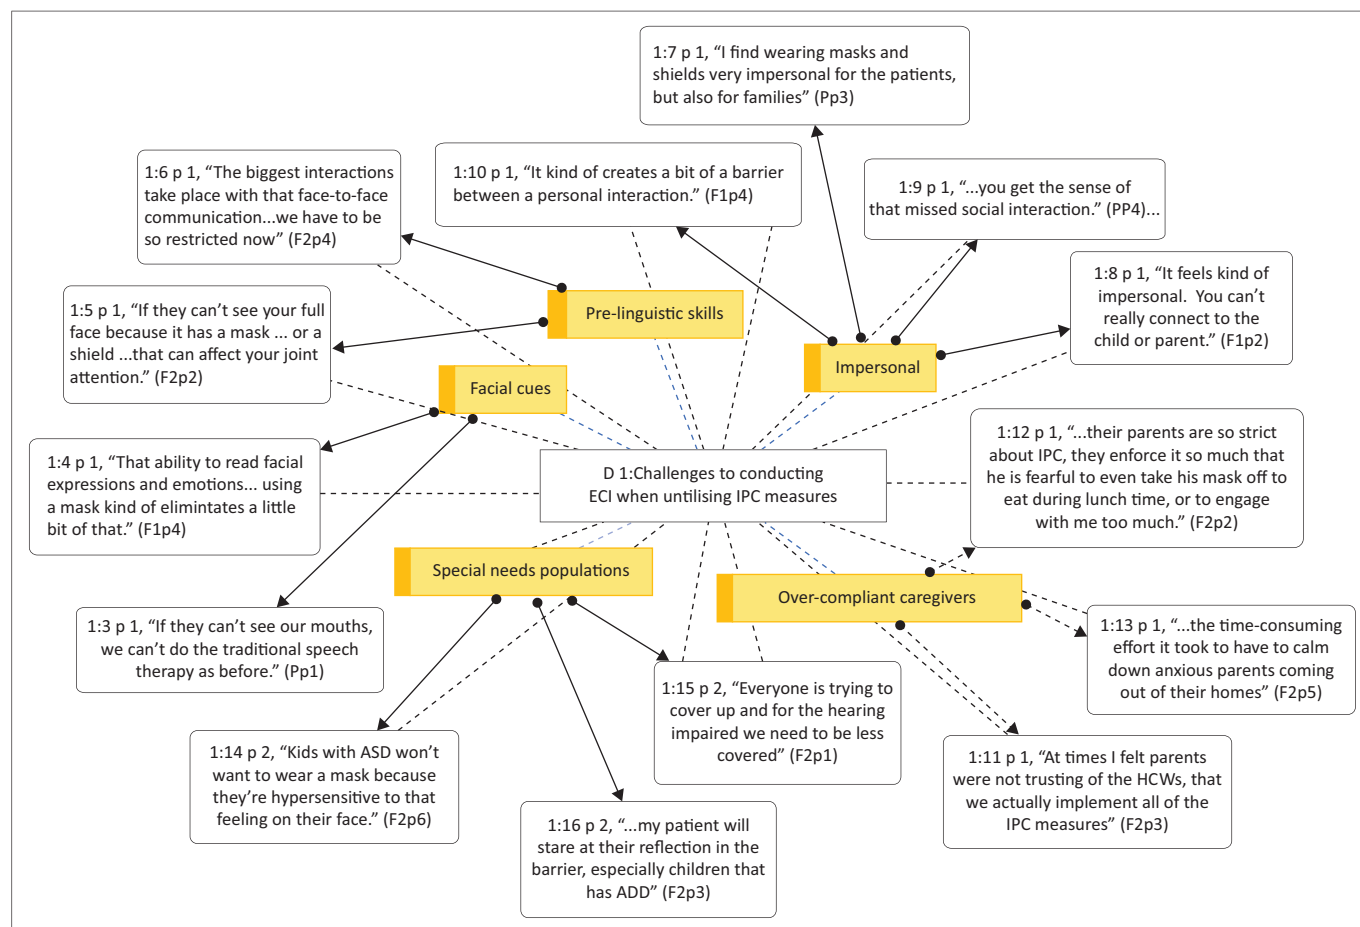 1:7 p 1, “I find wearing masks and
shields very impersonal for the patients,
but also for families” (Pp3)
1:6 p 1, “The biggest interactions
take place with that face-to-face
communication...we have to be
so restricted now” (F2p4)
1:10 p 1, “It kind of creates a bit of a barrier
between a personal interaction.” (F1p4)
1:9 p 1, “...you get the sense of
that missed social interaction.” (PP4)...
1:8 p 1, “It feels kind of
impersonal. You can’t
really connect to the
child or parent.” (F1p2)
1:5 p 1, “If they can’t see your full
face because it has a mask ... or a
shield ...that can affect your joint
attention.” (F2p2)
Pre-linguistic skills
Impersonal
Facial cues
1:4 p 1, “That ability to read facial
expressions and emotions... using
a mask kind of elimintates a little
bit of that.” (F1p4)
D 1:Challenges to conducting
ECI when untilising IPC measures
1:12 p 1, “...their parents are so strict
about IPC, they enforce it so much that
he is fearful to even take his mask off to
eat during lunch time, or to engage
with me too much.” (F2p2)
Special needs populations
Over-compliant caregivers
1:3 p 1, “If they can’t see our mouths,
we can’t do the traditional speech
therapy as before.” (Pp1)
1:13 p 1, “...the time-consuming
effort it took to have to calm
down anxious parents coming
out of their homes” (F2p5)
1:15 p 2, “Everyone is trying to
cover up and for the hearing
impaired we need to be less
covered” (F2p1)
1:14 p 2, “Kids with ASD won’t
want to wear a mask because
they’re hypersensitive to that
feeling on their face.” (F2p6)
1:11 p 1, “At times I felt parents
were not trusting of the HCWs, that
we actually implement all of the
IPC measures” (F2p3)
1:16 p 2, “...my patient will
stare at their reflection in the
barrier, especially children that
has ADD” (F2p3)